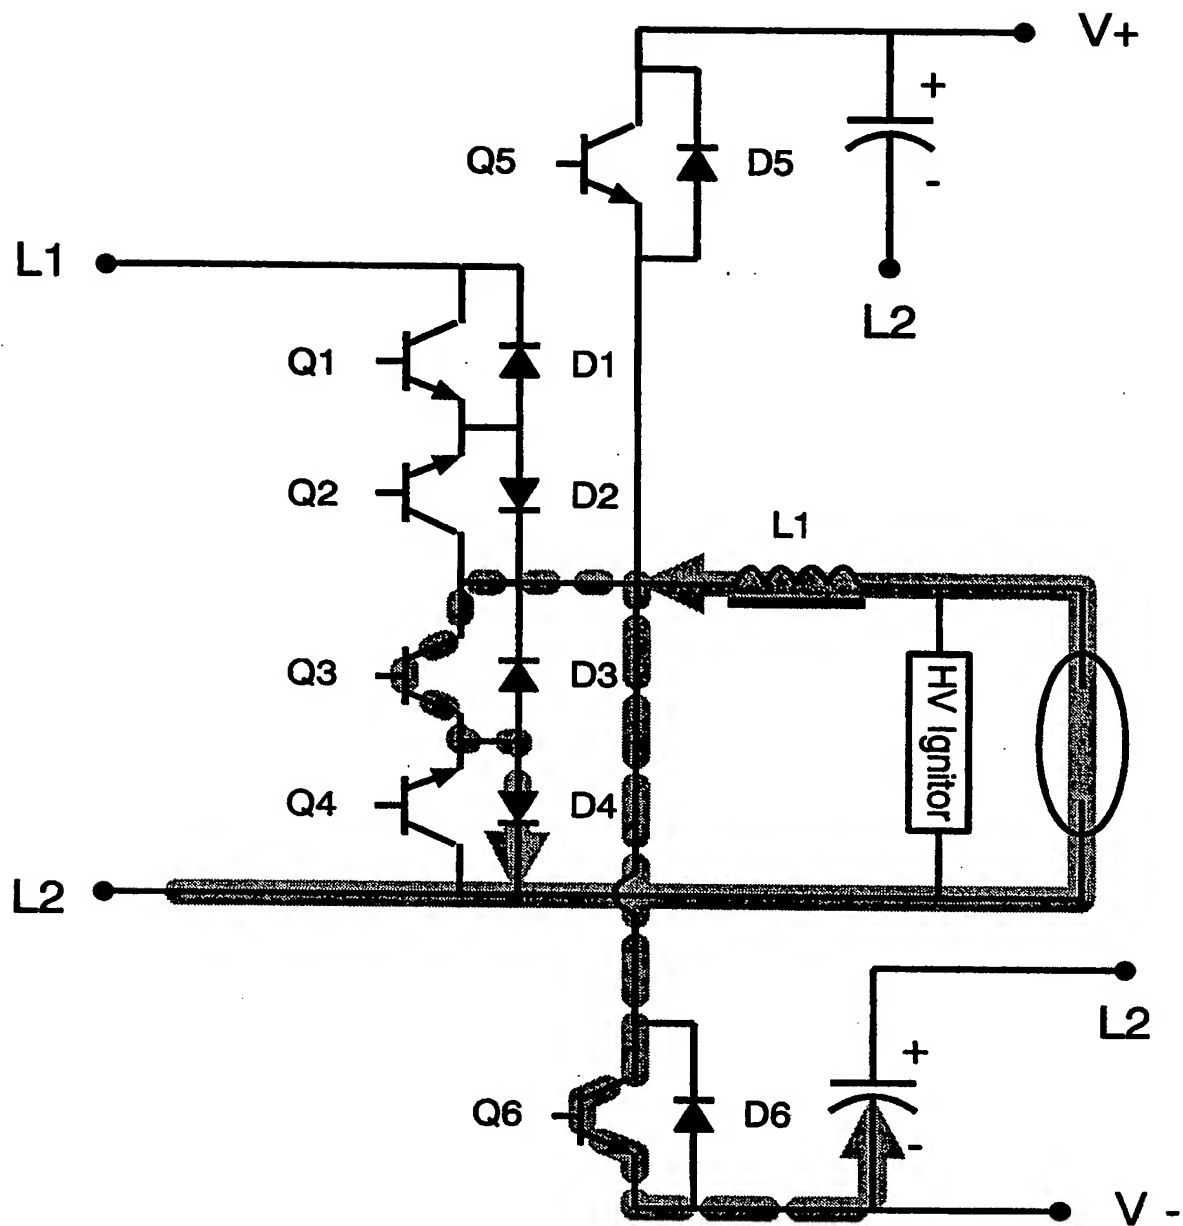 V+
+
Q5
D5
-
L1
L2
Q1
D1
Q2
D2
L1
Q3
D3
HV Ignitor
Q4
D4
L2
L2
+
Q6
D6
-
V -